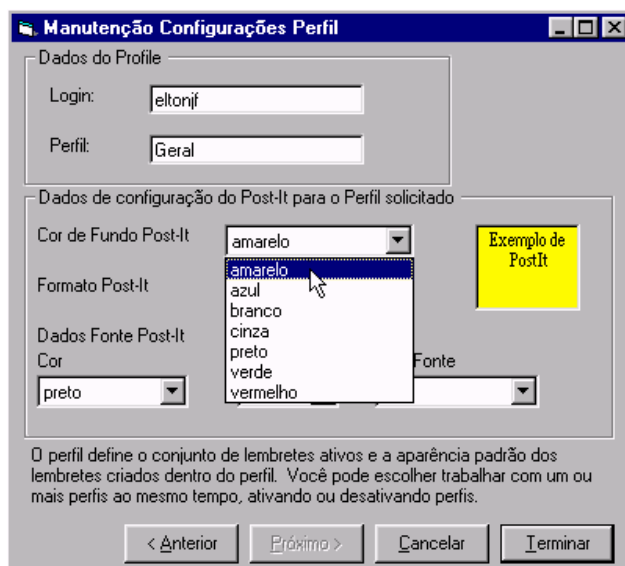 Manutenção Configurações Perfil
Dados do Profile
Login:
eltonjf
Perfil:
Geral
Dados de configuração do Post-It para o Perfil solicitado
Cor de Fundo Post-It
amarelo
Exemplo de
PostIt
amarelo
azul
branco
cinza
preto
verde
vermelho
Formato Post-It
Dados Fonte Post-It
Cor
Fonte
preto
O perfil define o conjunto de lembretes ativos e a aparência padrão dos
lembretes criados dentro do perfil. Você pode escolher trabalhar com um ou
mais perfis ao mesmo tempo, ativando ou desativando perfis.
< Anterior
Próximo >
Cancelar
Terminar